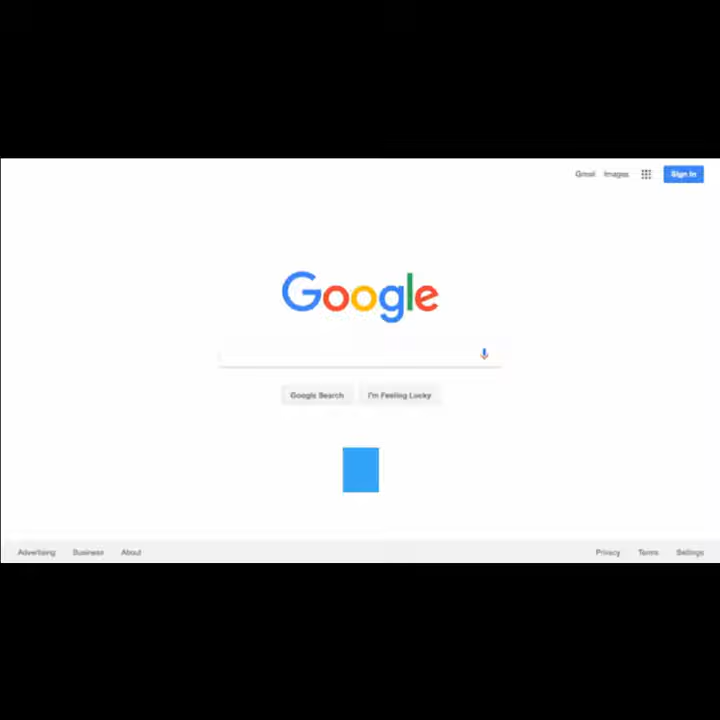 Gmail Images Sign in
Google
Google Search I'm Feeling Lucky
Advertising Business About Privacy Terms Settings